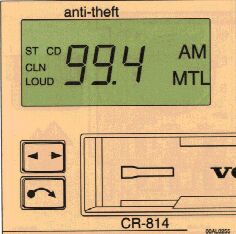 anti-theft
ST CD 99.4 AM
CLN
LOUD MTL
CR-814